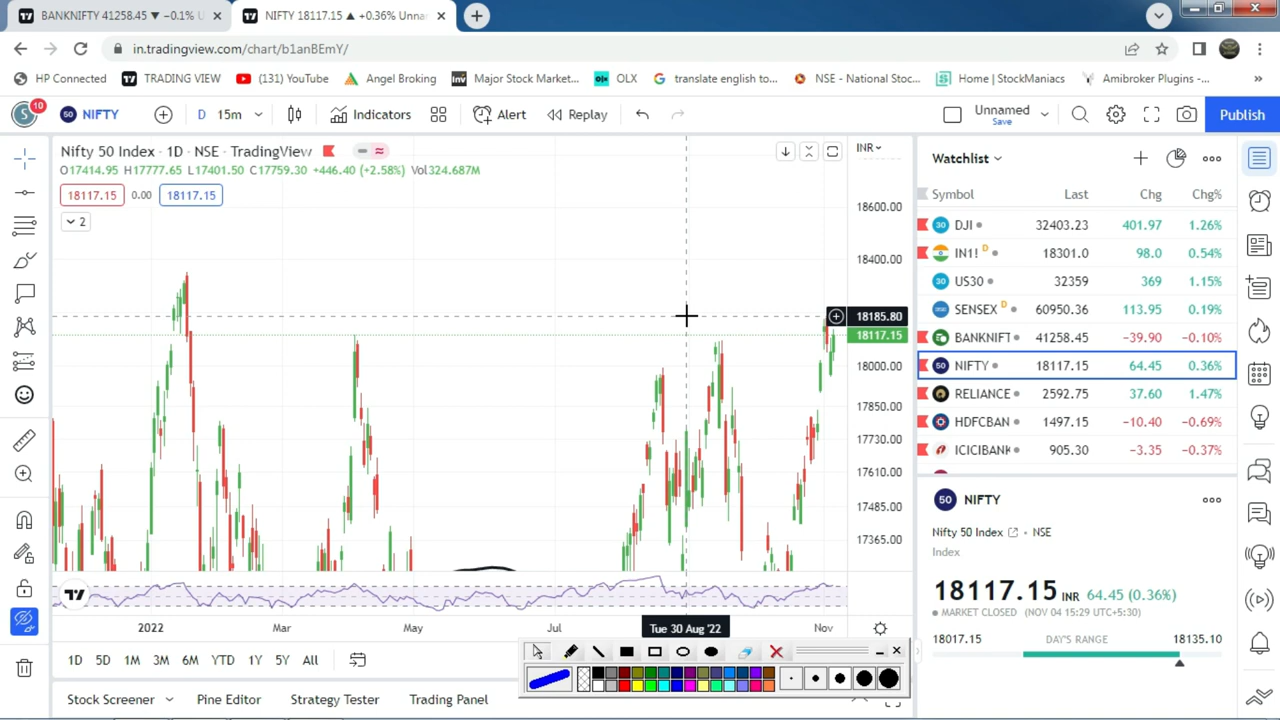 BANKNIFTY 41258.45 ▼ −0.1% U
NIFTY 18117.15 ▲ +0.36% Unna
in.tradingview.com/chart/b1anBEmY/
HP Connected
TRADING VIEW
(131) YouTube
Angel Broking
Major Stock Market...
OLX
translate english to...
NSE - National Stoc...
Home | StockManiacs
Amibroker Plugins -...
»
S
10
50 NIFTY
D
15m
Indicators
Alert
Replay
Unnamed
Save
Publish
Nifty 50 Index · 1D · NSE · TradingView
O17414.95 H17777.65 L17401.50 C17759.30 +446.40 (+2.58%) Vol324.687M
18117.15 0.00 18117.15
2
INR
18600.00
18400.00
18185.80
18117.15
18000.00
17850.00
17730.00
17610.00
17485.00
17365.00
2022
Mar
May
Jul
Tue 30 Aug '22
Nov
1D 5D 1M 3M 6M YTD 1Y 5Y All
Stock Screener
Pine Editor
Strategy Tester
Trading Panel
Watchlist
Symbol Last Chg Chg%
30 DJI 32403.23 401.97 1.26%
IN1! D 18301.0 98.0 0.54%
30 US30 32359 369 1.15%
SENSEX D 60950.36 113.95 0.19%
BANKNIFT 41258.45 −39.90 −0.10%
50 NIFTY 18117.15 64.45 0.36%
RELIANCE 2592.75 37.60 1.47%
HDFCBAN 1497.15 −10.40 −0.69%
ICICIBANK 905.30 −3.35 −0.37%
50 NIFTY
Nifty 50 Index · NSE
Index
18117.15 INR 64.45 (0.36%)
MARKET CLOSED (NOV 04 15:29 UTC+5:30)
18017.15 DAY'S RANGE 18135.10